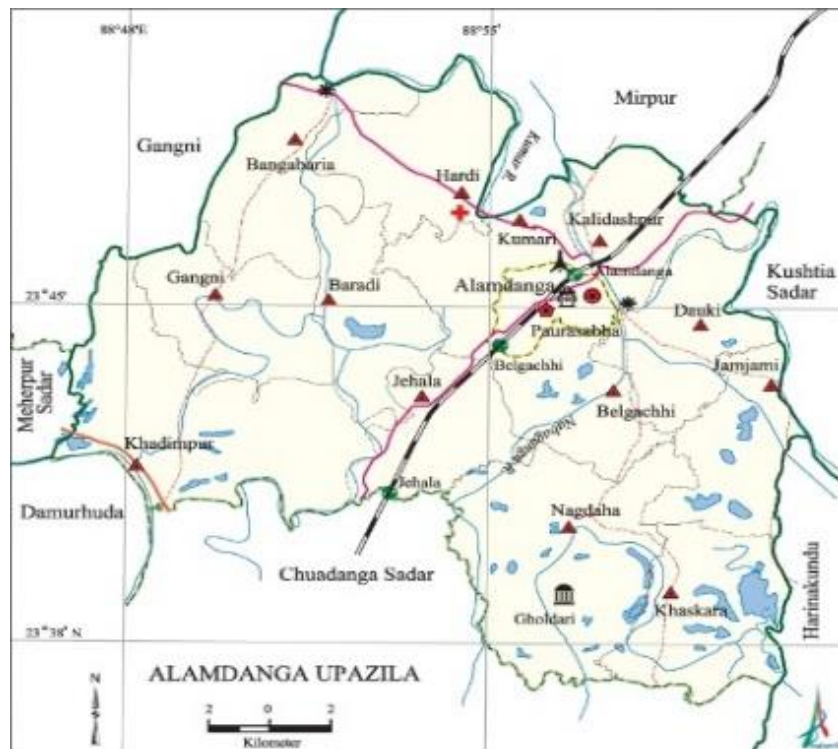 88°48'E
88°55'
Mirpur
Gangni
Kumar R.
Bangabaria
Hardi
Kumari
Kalidashpur
Gangni
Baradi
Alamdanga
Alamdanga
Kushtia
Sadar
23°45'
Paurasabha
Dauki
Belgachhi
Meherpur
Sadar
Jehala
Belgachhi
Jamjami
Khadimpur
Nabaganga R.
Jehala
Damurhuda
Nagdaha
Chuadanga Sadar
Gholdari
Khaskara
Harinakundu
23°38'N
ALAMDANGA UPAZILA
N
2 0 2
Kilometer